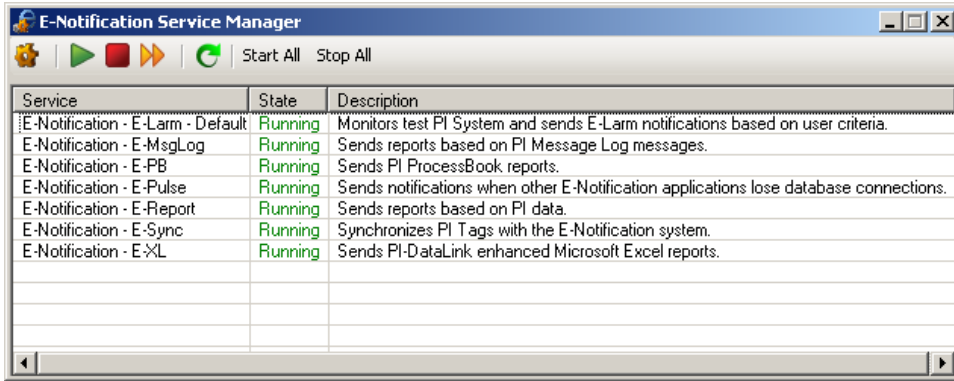 E-Notification Service Manager
Start All Stop All
Service State Description
E-Notification - E-Larm - Default Running Monitors test PI System and sends E-Larm notifications based on user criteria.
E-Notification - E-MsgLog Running Sends reports based on PI Message Log messages.
E-Notification - E-PB Running Sends PI ProcessBook reports.
E-Notification - E-Pulse Running Sends notifications when other E-Notification applications lose database connections.
E-Notification - E-Report Running Sends reports based on PI data.
E-Notification - E-Sync Running Synchronizes PI Tags with the E-Notification system.
E-Notification - E-XL Running Sends PI-DataLink enhanced Microsoft Excel reports.